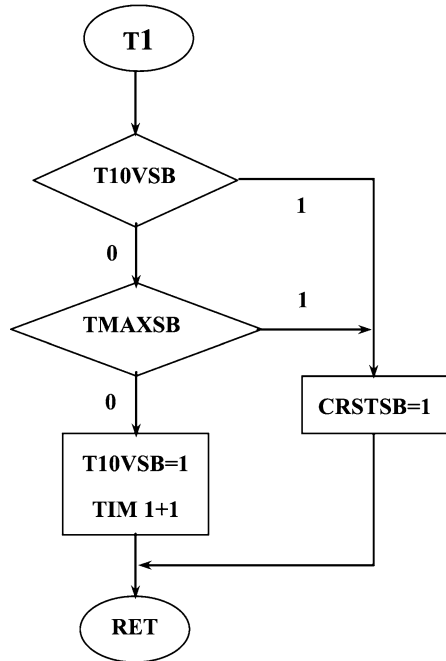 T1
T10VSB
1
0
TMAXSB
1
0
CRSTSB=1
T10VSB=1
TIM 1+1
RET